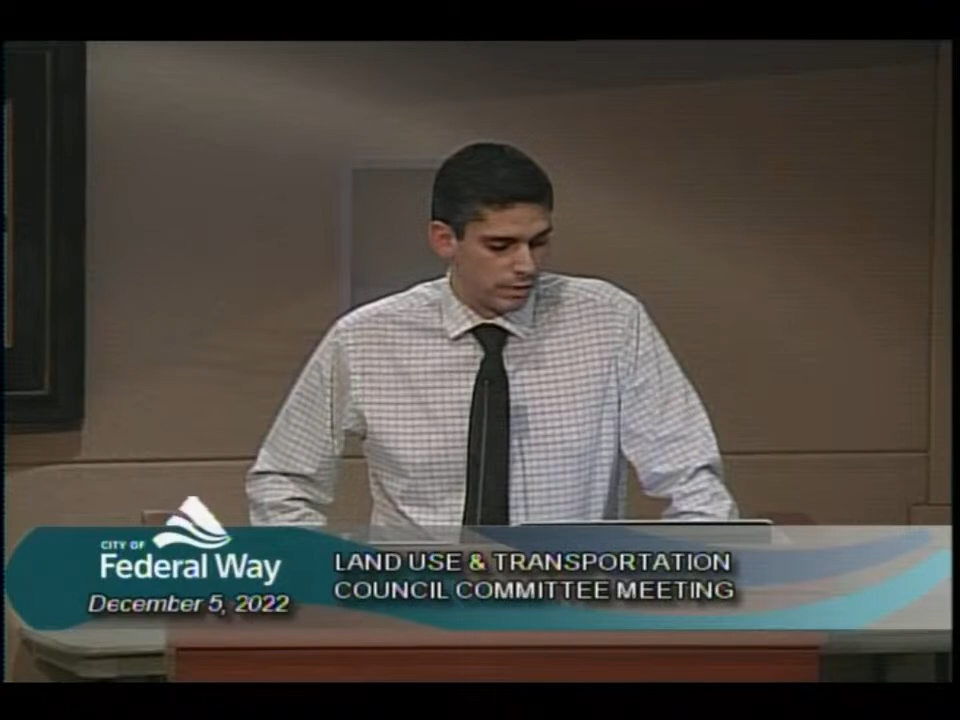 CITY OF
Federal Way
December 5, 2022
LAND USE & TRANSPORTATION
COUNCIL COMMITTEE MEETING